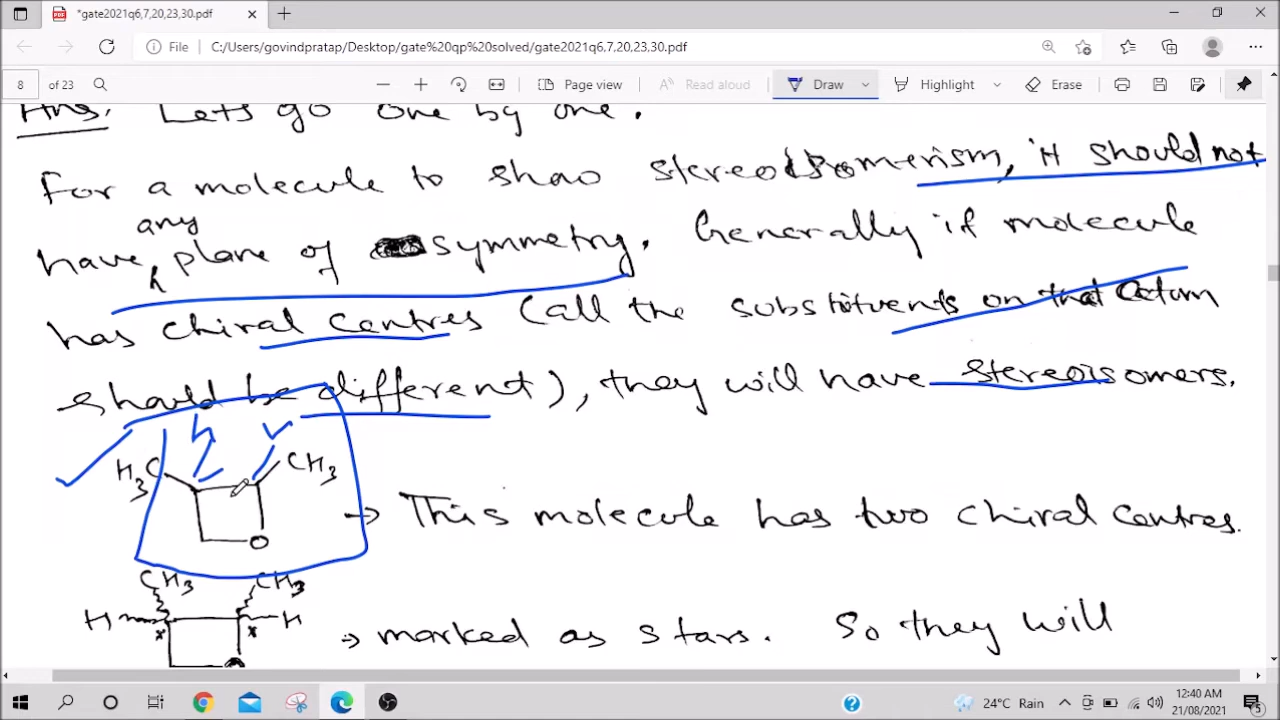 *gate2021q6,7,20,23,30.pdf
File C:/Users/govindpratap/Desktop/gate%20qp%20solved/gate2021q6,7,20,23,30.pdf
8 of 23 Page view Read aloud Draw Highlight Erase
Ans. Lets go one by one.
For a molecule to shao stereoisomerism, it should not
any
have plane of symmetry. Generally if molecule
has chiral centres (all the substituents on that
should be different), they will have stereoisomers.
H3C CH3
→ This molecule has two chiral centres.
O
CH3 CH3
H H
* *
→ marked as stars. So they will
24°C Rain
12:40 AM
21/08/2021
5